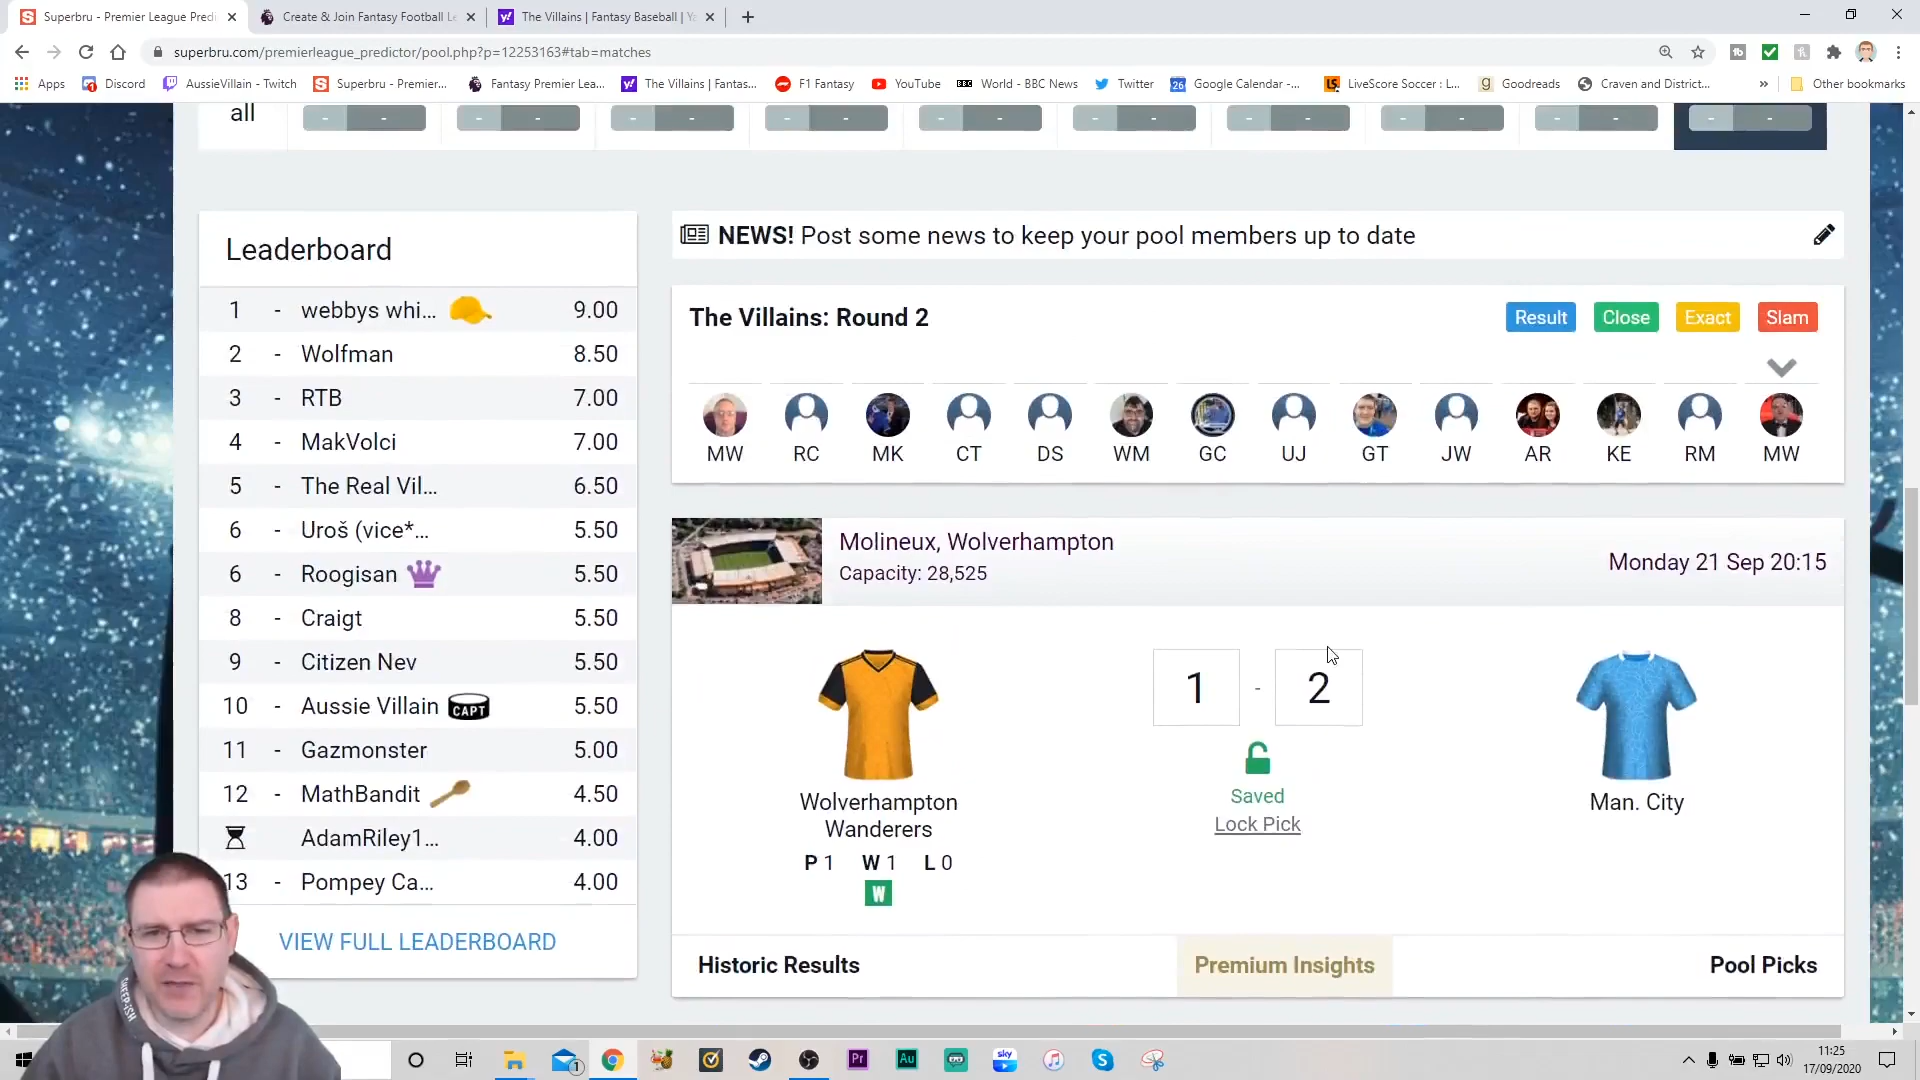 Superbru - Premier League Predi
Create & Join Fantasy Football Le
The Villains | Fantasy Baseball | Ya
superbru.com/premierleague_predictor/pool.php?p=12253163#tab=matches
Apps
Discord
AussieVillain - Twitch
Superbru - Premier...
Fantasy Premier Lea...
The Villains | Fantas...
F1 Fantasy
YouTube
World - BBC News
Twitter
Google Calendar -...
LiveScore Soccer : L...
Goodreads
Craven and District...
Other bookmarks
all
Leaderboard
1 - webbys whi... 9.00
2 - Wolfman 8.50
3 - RTB 7.00
4 - MakVolci 7.00
5 - The Real Vil... 6.50
6 - Uroš (vice*... 5.50
6 - Roogisan 5.50
8 - Craigt 5.50
9 - Citizen Nev 5.50
10 - Aussie Villain CAPT 5.50
11 - Gazmonster 5.00
12 - MathBandit 4.50
AdamRiley1... 4.00
13 - Pompey Ca... 4.00
VIEW FULL LEADERBOARD
NEWS! Post some news to keep your pool members up to date
The Villains: Round 2
Result Close Exact Slam
MW RC MK CT DS WM GC UJ GT JW AR KE RM MW
Molineux, Wolverhampton
Capacity: 28,525
Monday 21 Sep 20:15
1 - 2
Saved
Lock Pick
Wolverhampton
Wanderers
P 1 W 1 L 0
W
Man. City
Historic Results
Premium Insights
Pool Picks
11:25
17/09/2020